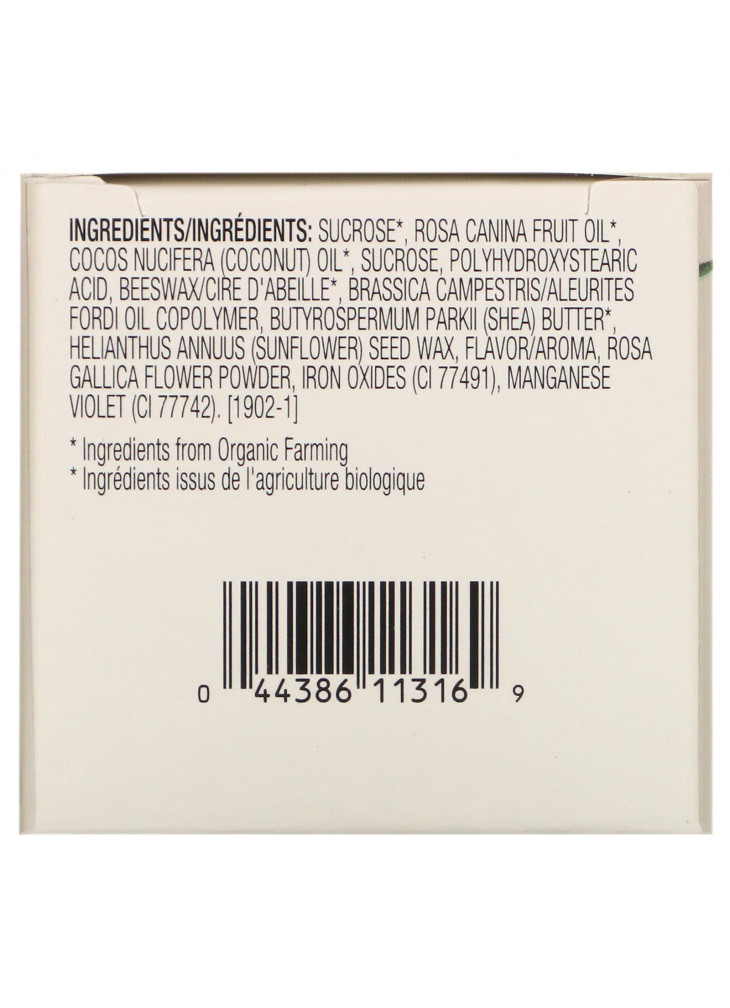 INGREDIENTS/INGRÉDIENTS: SUCROSE*, ROSA CANINA FRUIT OIL*,
COCOS NUCIFERA (COCONUT) OIL*, SUCROSE, POLYHYDROXYSTEARIC
ACID, BEESWAX/CIRE D'ABEILLE*, BRASSICA CAMPESTRIS/ALEURITES
FORDI OIL COPOLYMER, BUTYROSPERMUM PARKII (SHEA) BUTTER*,
HELIANTHUS ANNUUS (SUNFLOWER) SEED WAX, FLAVOR/AROMA, ROSA
GALLICA FLOWER POWDER, IRON OXIDES (CI 77491), MANGANESE
VIOLET (CI 77742). [1902-1]
* Ingredients from Organic Farming
* Ingrédients issus de l'agriculture biologique
0 44386 11316 9